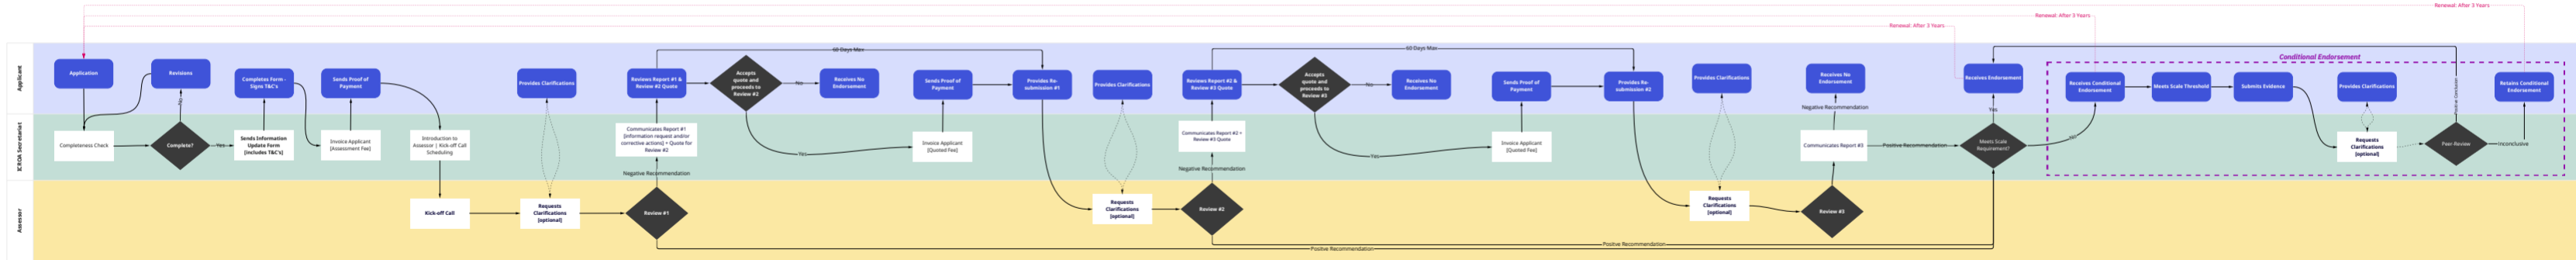 Renewal: After 3 Years
Renewal: After 3 Years
Renewal: After 3 Years
Applicant
Application
Revisions
Completes Form -
Signs T&C's
Sends Proof of
Payment
Provides Clarifications
Reviews Report #1 &
Review #2 Quote
60 Days Max
Accepts
quote and
proceeds to
Review #2
No
Receives No
Endorsement
Sends Proof of
Payment
Provides Re-
submission #1
Provides Clarifications
Reviews Report #2 &
Review #3 Quote
60 Days Max
Accepts
quote and
proceeds to
Review #3
No
Receives No
Endorsement
Sends Proof of
Payment
Provides Re-
submission #2
Provides Clarifications
Receives No
Endorsement
Receives Endorsement
Conditional Endorsement
Receives Conditional
Endorsement
Meets Scale Threshold
Submits Evidence
Provides Clarifications
Positive Decision
Retains Conditional
Endorsement
ICROA Secretariat
Completeness Check
No
Complete?
Yes
Sends Information
Update Form
[includes T&C's]
Invoice Applicant
[Assessment Fee]
Introduction to
Assessor | Kick-off Call
Scheduling
Communicates Report #1
[information request and/or
corrective actions] + Quote for
Review #2
Negative Recommendation
Yes
Invoice Applicant
[Quoted Fee]
Communicates Report #2 +
Review #3 Quote
Negative Recommendation
Yes
Invoice Applicant
[Quoted Fee]
Negative Recommendation
Communicates Report #3
Positive Recommendation
Yes
Meets Scale
Requirement?
NO
Requests
Clarifications
[optional]
Peer-Review
Inconclusive
Assessor
Kick-off Call
Requests
Clarifications
[optional]
Review #1
Requests
Clarifications
[optional]
Review #2
Requests
Clarifications
[optional]
Review #3
Positive Recommendation
Positive Recommendation